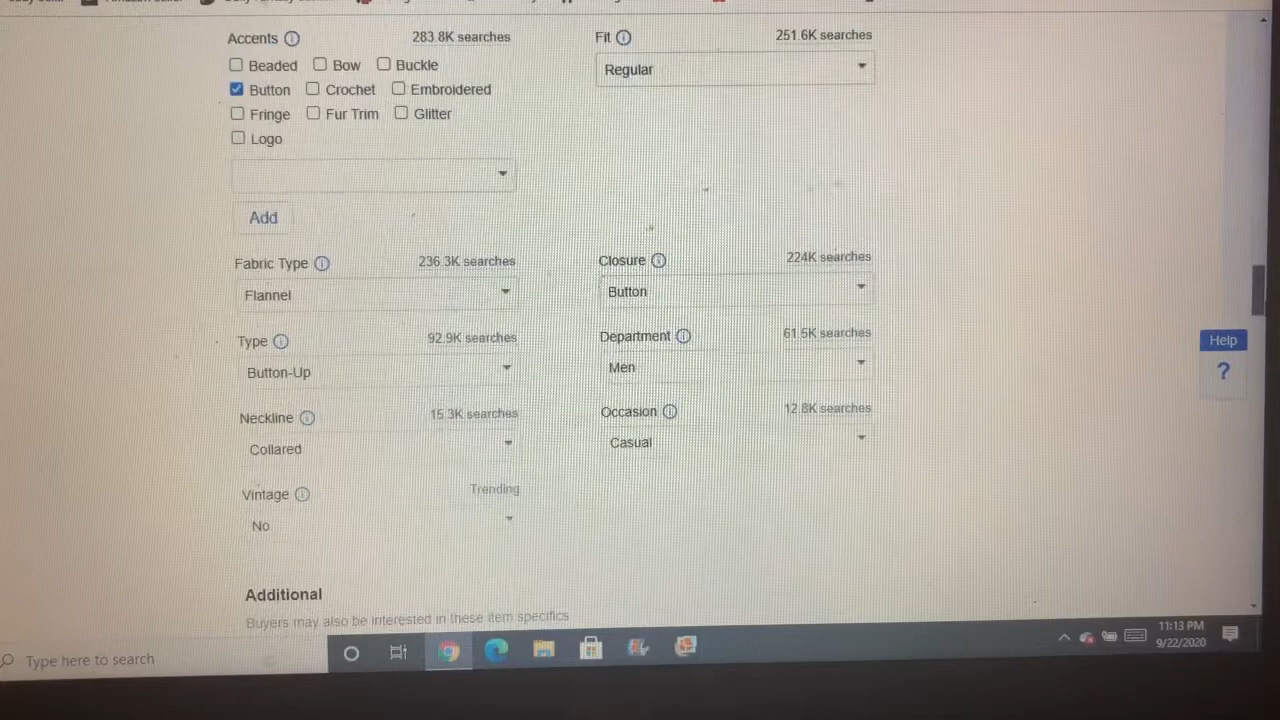 Accents 283.8K searches
Beaded Bow Buckle
Button Crochet Embroidered
Fringe Fur Trim Glitter
Logo
Add
Fit 251.6K searches
Regular
Fabric Type 236.3K searches
Flannel
Closure 224K searches
Button
Type 92.9K searches
Button-Up
Department 61.5K searches
Men
Neckline 15.3K searches
Collared
Occasion 12.8K searches
Casual
Vintage Trending
No
Help
?
Additional
Buyers may also be interested in these item specifics
Type here to search
11:13 PM
9/22/2020